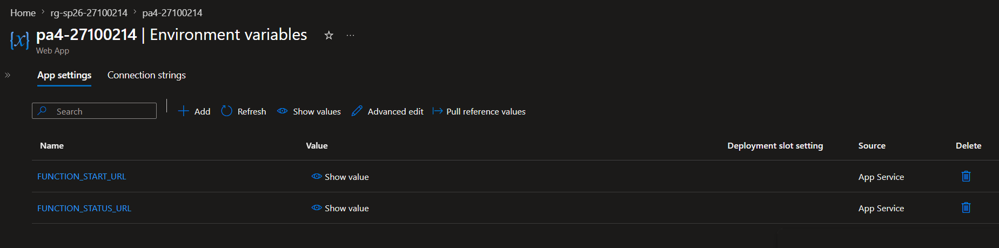 Home > rg-sp26-27100214 > pa4-27100214
{x} pa4-27100214 | Environment variables ☆ ···
Web App
» App settings Connection strings
Search Add Refresh Show values Advanced edit Pull reference values
Name Value Deployment slot setting Source Delete
FUNCTION_START_URL Show value App Service
FUNCTION_STATUS_URL Show value App Service